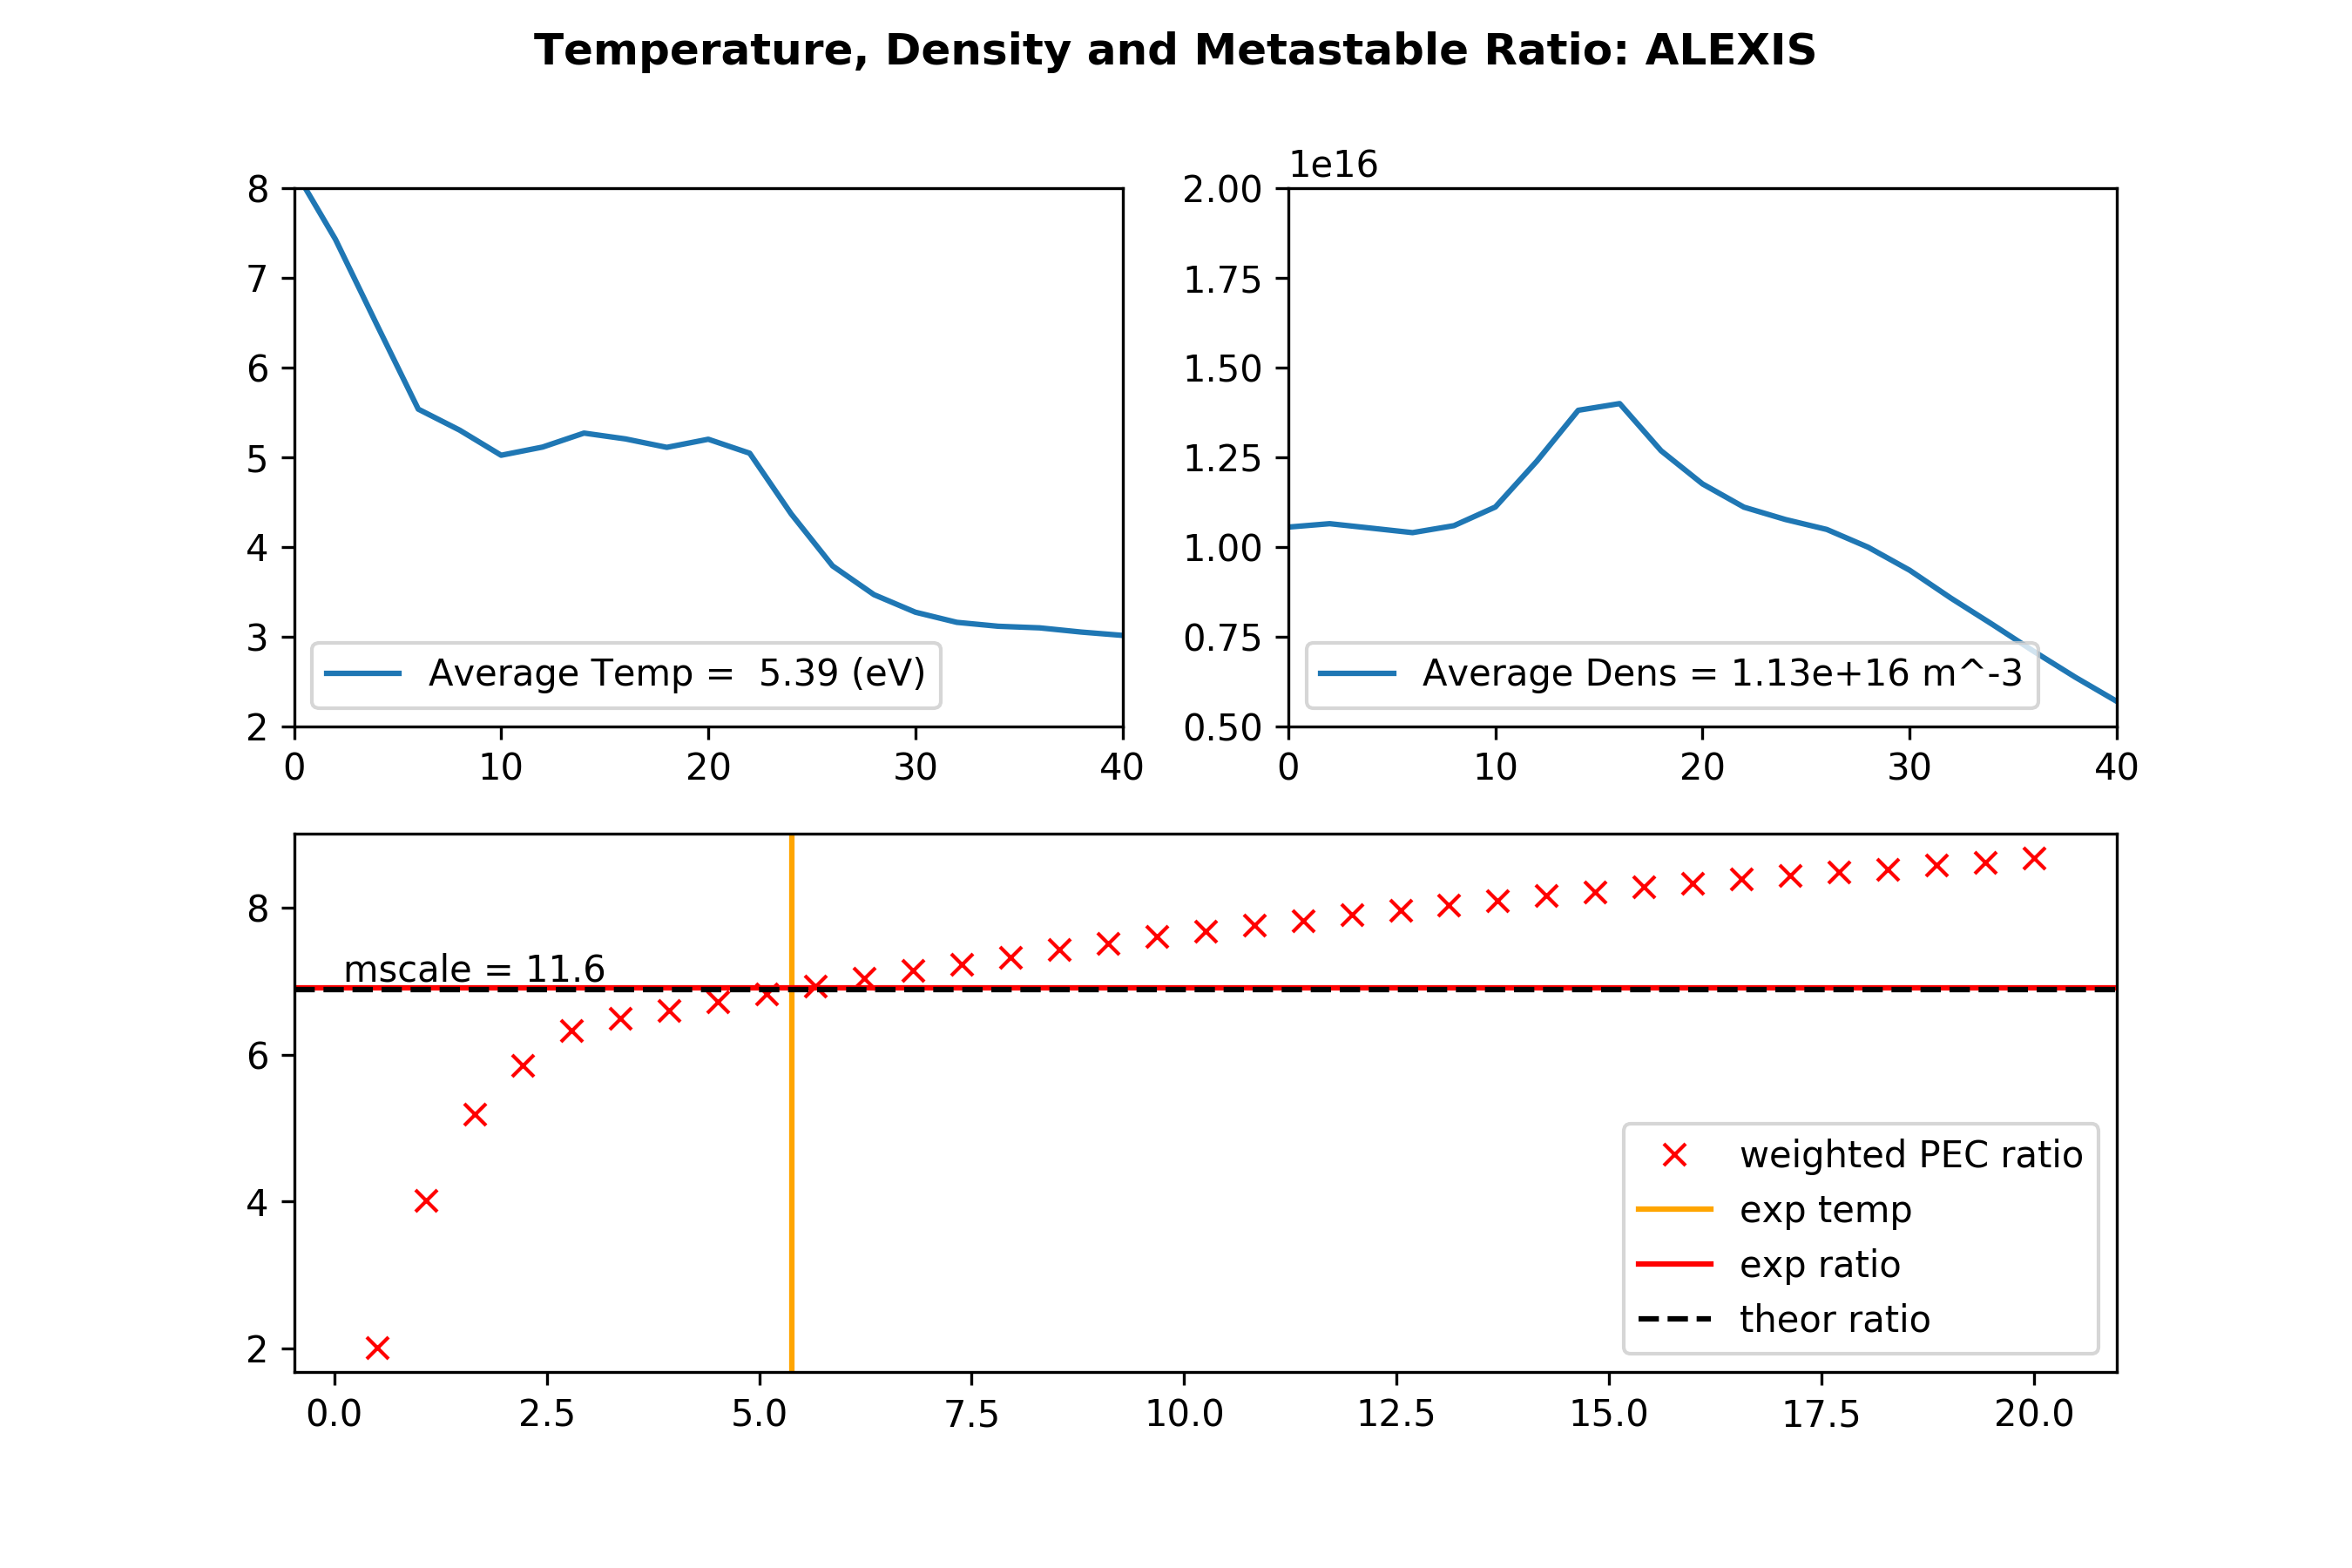 Temperature, Density and Metastable Ratio: ALEXIS
8
7
6
5
4
3
2
Average Temp =  5.39 (eV)
0 10 20 30 40
1e16
2.00
1.75
1.50
1.25
1.00
0.75
0.50
Average Dens = 1.13e+16 m^-3
0 10 20 30 40
8
6
4
2
mscale = 11.6
weighted PEC ratio
exp temp
exp ratio
theor ratio
0.0 2.5 5.0 7.5 10.0 12.5 15.0 17.5 20.0